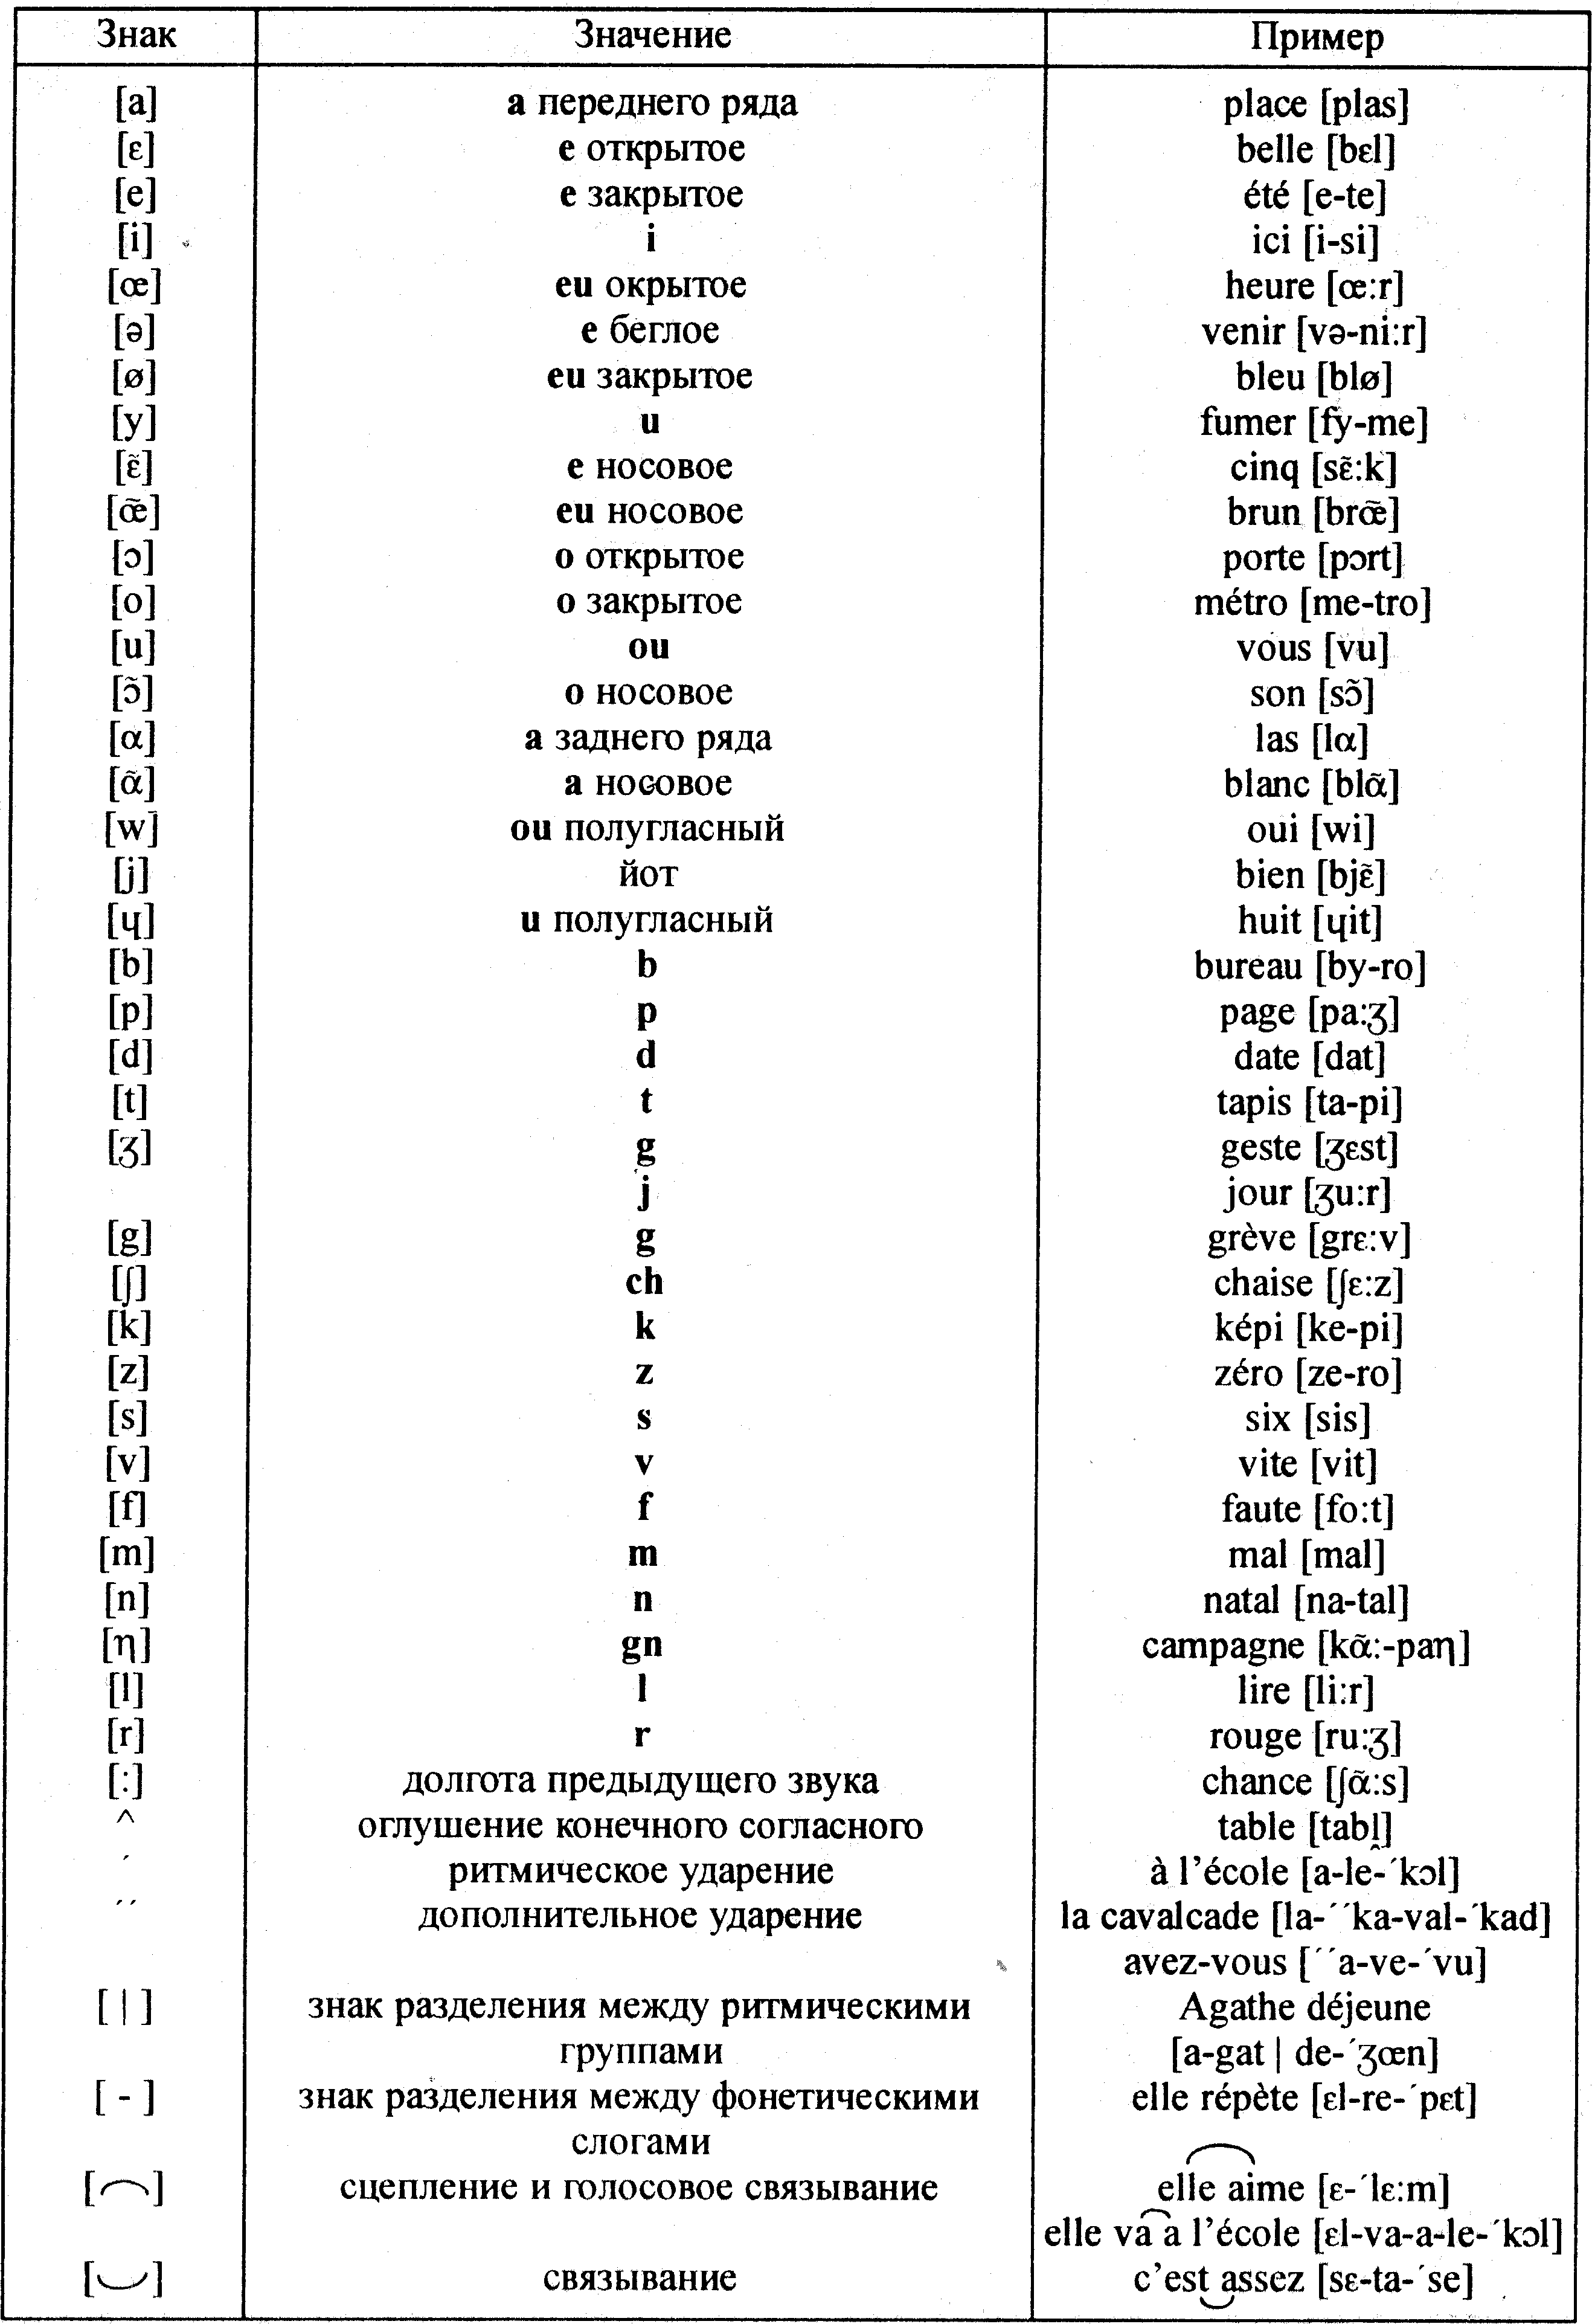 Знак Значение Пример
[a] а переднего ряда place [plas]
[ɛ] е открытое belle [bɛl]
[e] е закрытое été [e-te]
[i] i ici [i-si]
[œ] eu окрытое heure [œ:r]
[ə] е беглое venir [və-ni:r]
[ø] eu закрытое bleu [blø]
[y] u fumer [fy-me]
[ɛ̃] е носовое cinq [sɛ̃:k]
[œ̃] eu носовое brun [brœ̃]
[ɔ] о открытое porte [pɔrt]
[o] о закрытое métro [me-tro]
[u] ou vous [vu]
[ɔ̃] о носовое son [sɔ̃]
[ɑ] а заднего ряда las [lɑ]
[ɑ̃] а носовое blanc [blɑ̃]
[w] ou полугласный oui [wi]
[j] йот bien [bjɛ̃]
[ɥ] u полугласный huit [ɥit]
[b] b bureau [by-ro]
[p] p page [pa:ʒ]
[d] d date [dat]
[t] t tapis [ta-pi]
[ʒ] g geste [ʒɛst]
j jour [ʒu:r]
[g] g grève [grɛ:v]
[ʃ] ch chaise [ʃɛ:z]
[k] k képi [ke-pi]
[z] z zéro [ze-ro]
[s] s six [sis]
[v] v vite [vit]
[f] f faute [fo:t]
[m] m mal [mal]
[n] n natal [na-tal]
[η] gn campagne [kɑ̃:-paη]
[l] l lire [li:r]
[r] r rouge [ru:ʒ]
[:] долгота предыдущего звука chance [ʃɑ̃:s]
^ оглушение конечного согласного table [tabḽ]
´ ритмическое ударение à l’école [a-le-´kɔl]
´´ дополнительное ударение la cavalcade [la-´´ka-val-´kad]
avez-vous [´´a-ve-´vu]
[ | ] знак разделения между ритмическими Agathe déjeune
группами [a-gat | de-´ʒœn]
[ - ] знак разделения между фонетическими elle répète [ɛl-re-´pɛt]
слогами
[⁀] сцепление и голосовое связывание elle⁀aime [ɛ-´lɛ:m]
elle va⁀a l’école [ɛl-va-a-le-´kɔl]
[‿] связывание c’est‿assez [sɛ-ta-´se]